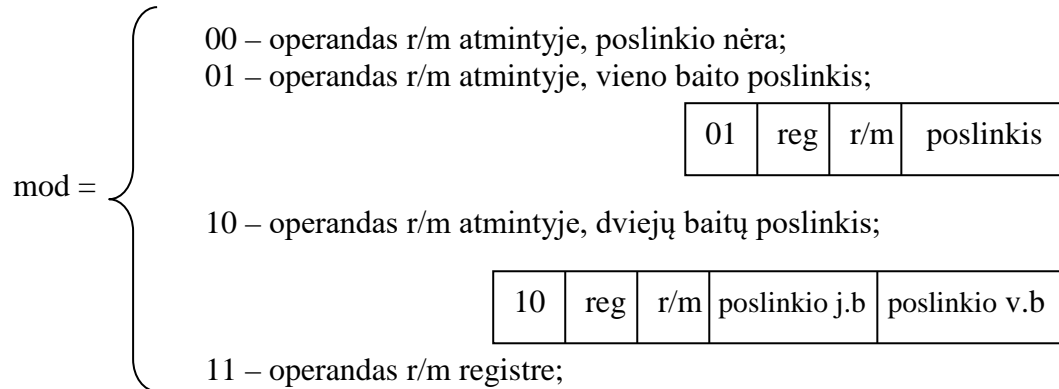 00 – operandas r/m atmintyje, poslinkio nėra;
01 – operandas r/m atmintyje, vieno baito poslinkis;
01 reg r/m poslinkis
mod =
10 – operandas r/m atmintyje, dviejų baitų poslinkis;
10 reg r/m poslinkio j.b poslinkio v.b
11 – operandas r/m registre;